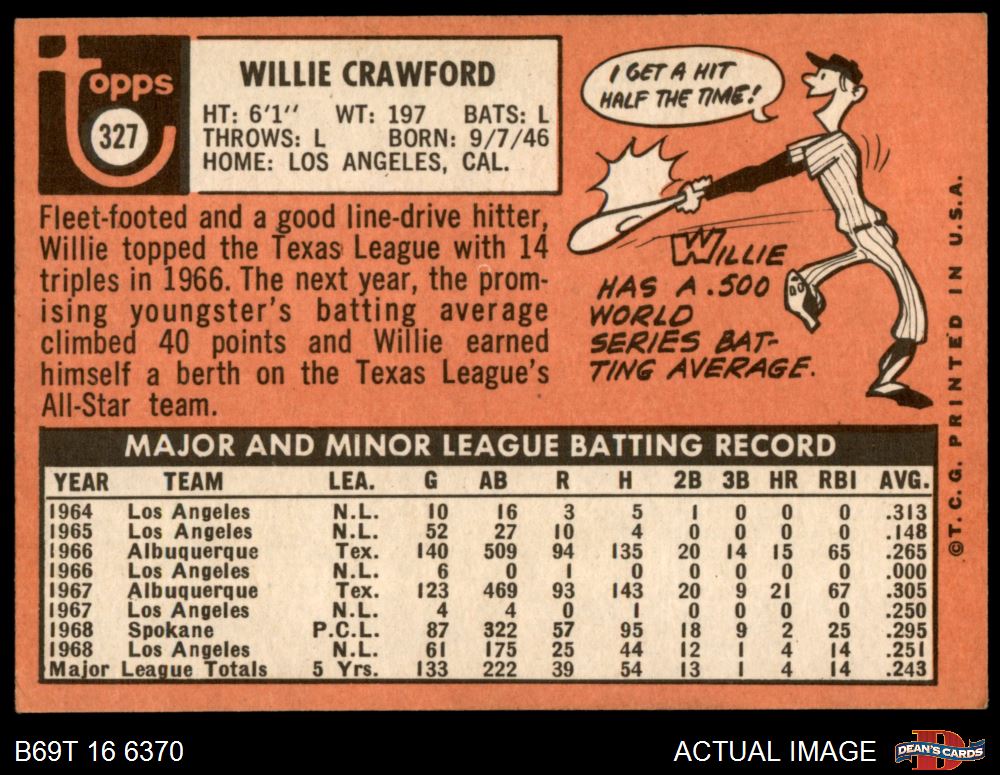 Topps
327
WILLIE CRAWFORD
HT: 6'1'' WT: 197 BATS: L
THROWS: L BORN: 9/7/46
HOME: LOS ANGELES, CAL.
Fleet-footed and a good line-drive hitter,
Willie topped the Texas League with 14
triples in 1966. The next year, the prom-
ising youngster's batting average
climbed 40 points and Willie earned
himself a berth on the Texas League's
All-Star team.
I GET A HIT
HALF THE TIME!
WILLIE
HAS A .500
WORLD
SERIES BAT-
TING AVERAGE.
©T.C.G. PRINTED IN U.S.A.
MAJOR AND MINOR LEAGUE BATTING RECORD
YEAR TEAM LEA. G AB R H 2B 3B HR RBI AVG.
1964 Los Angeles N.L. 10 16 3 5 1 0 0 0 .313
1965 Los Angeles N.L. 52 27 10 4 0 0 0 0 .148
1966 Albuquerque Tex. 140 509 94 135 20 14 15 65 .265
1966 Los Angeles N.L. 6 0 1 0 0 0 0 0 .000
1967 Albuquerque Tex. 123 469 93 143 20 9 21 67 .305
1967 Los Angeles N.L. 4 4 0 1 0 0 0 0 .250
1968 Spokane P.C.L. 87 322 57 95 18 9 2 25 .295
1968 Los Angeles N.L. 61 175 25 44 12 1 4 14 .251
Major League Totals 5 Yrs. 133 222 39 54 13 1 4 14 .243
B69T 16 6370
ACTUAL IMAGE
DEAN'S CARDS